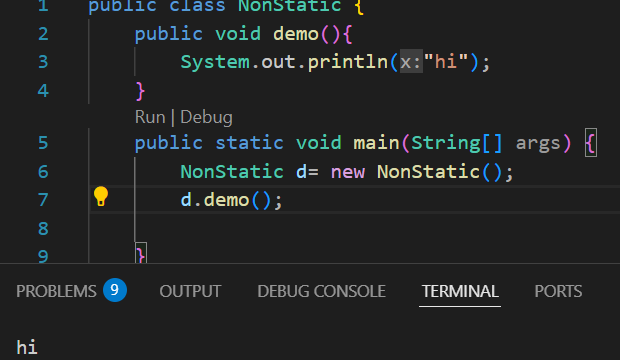 1 public class NonStatic {
2 public void demo(){
3 System.out.println(x:"hi");
4 }
Run | Debug
5 public static void main(String[] args) {
6 NonStatic d= new NonStatic();
7 d.demo();
8
9 }
PROBLEMS 9 OUTPUT DEBUG CONSOLE TERMINAL PORTS
hi